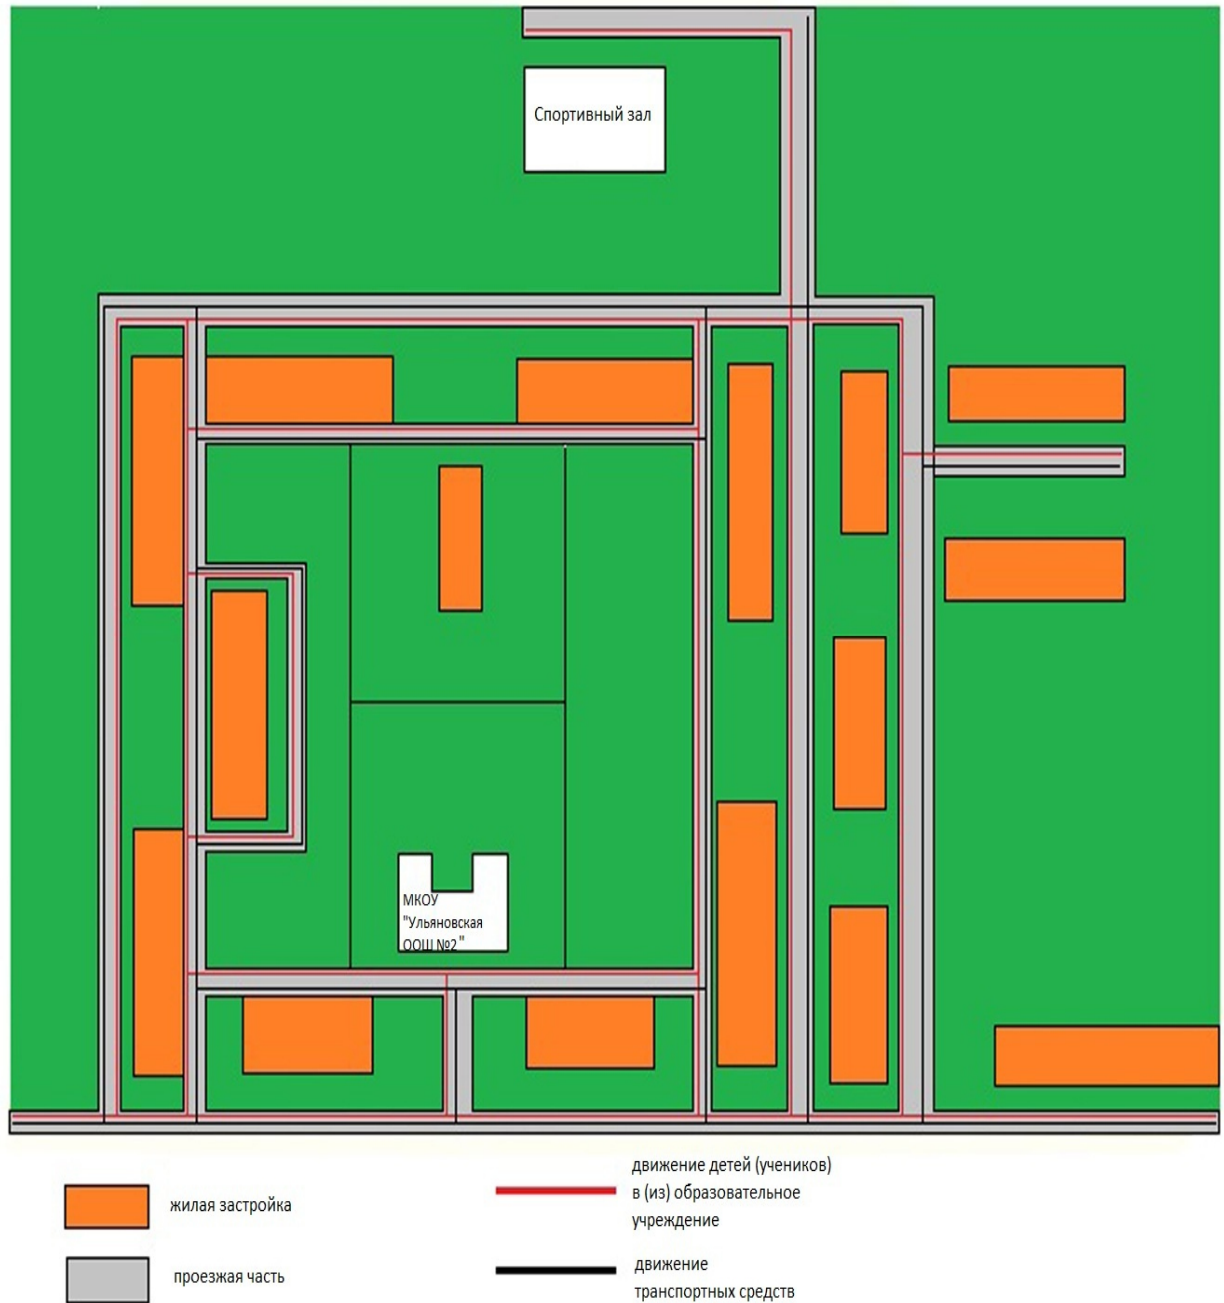 Спортивный зал
МКОУ
"Ульяновская
ООШ №2"
жилая застройка
проезжая часть
движение детей (учеников)
в (из) образовательное
учреждение
движение
транспортных средств